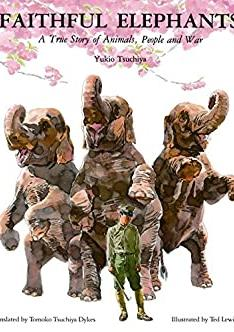 FAITHFUL ELEPHANTS
A True Story of Animals, People and War
Yukio Tsuchiya
anslated by Tomoko Tsuchiya Dykes
Illustrated by Ted Lewi